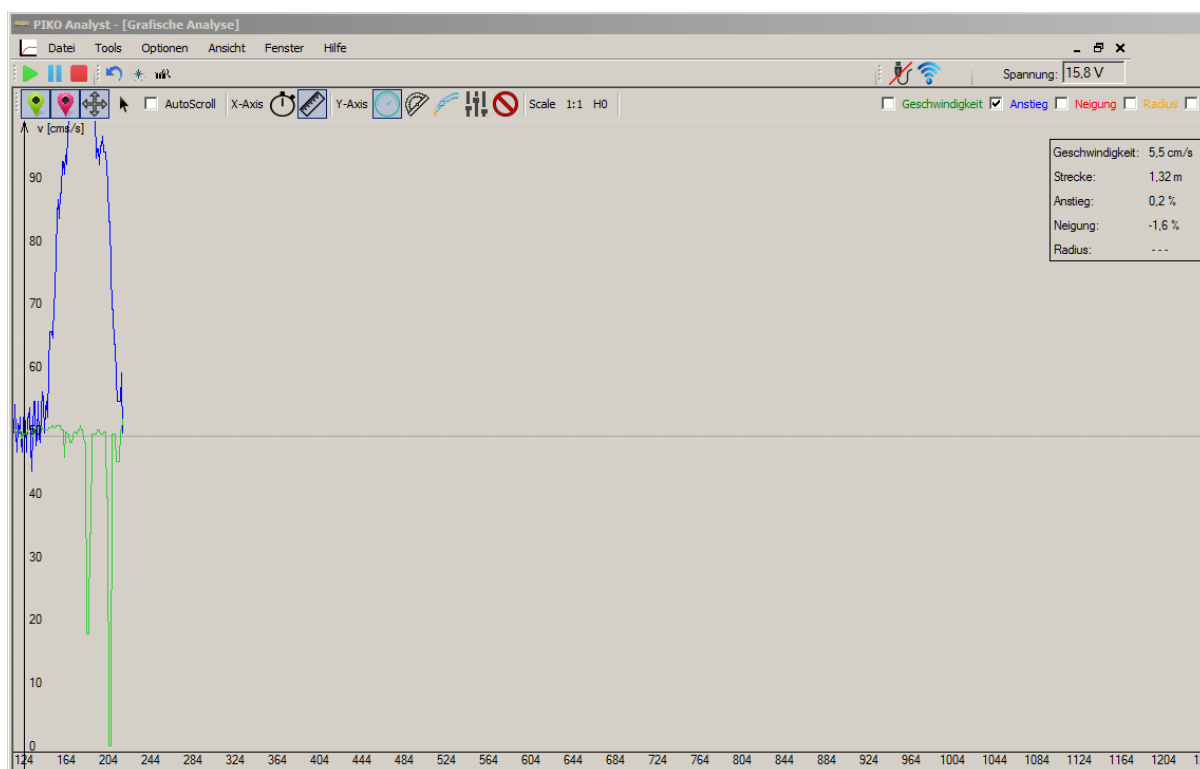 PIKO Analyst - [Grafische Analyse]
Datei Tools Optionen Ansicht Fenster Hilfe
Spannung: 15,8 V
AutoScroll X-Axis Y-Axis Scale 1:1 H0 Geschwindigkeit Anstieg Neigung Radius
v [cms/s]
Geschwindigkeit: 5,5 cm/s
Strecke: 1,32 m
Anstieg: 0,2 %
Neigung: -1,6 %
Radius: ---
90
80
70
60
50
40
30
20
10
0
124 164 204 244 284 324 364 404 444 484 524 564 604 644 684 724 764 804 844 884 924 964 1004 1044 1084 1124 1164 1204